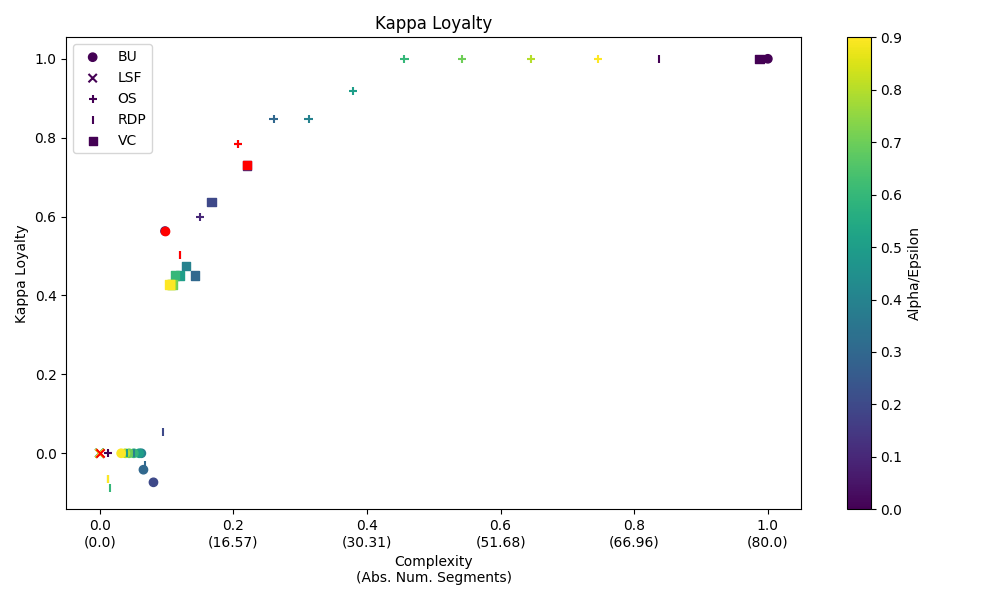 Kappa Loyalty
BU
LSF
OS
RDP
VC
Kappa Loyalty
1.0
0.8
0.6
0.4
0.2
0.0
0.0 0.2 0.4 0.6 0.8 1.0
(0.0) (16.57) (30.31) (51.68) (66.96) (80.0)
Complexity
(Abs. Num. Segments)
0.9
0.8
0.7
0.6
0.5
0.4
0.3
0.2
0.1
0.0
Alpha/Epsilon